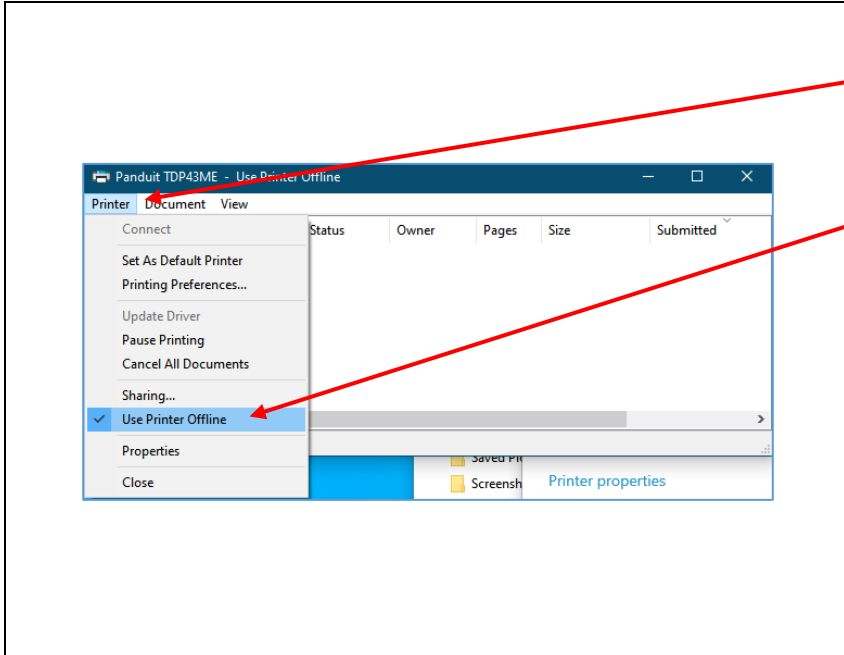 Panduit TDP43ME - Use Printer Offline
Printer Document View
Status Owner Pages Size Submitted
Connect
Set As Default Printer
Printing Preferences...
Update Driver
Pause Printing
Cancel All Documents
Sharing...
Use Printer Offline
Properties
Close
Saved
Screensh
Printer properties